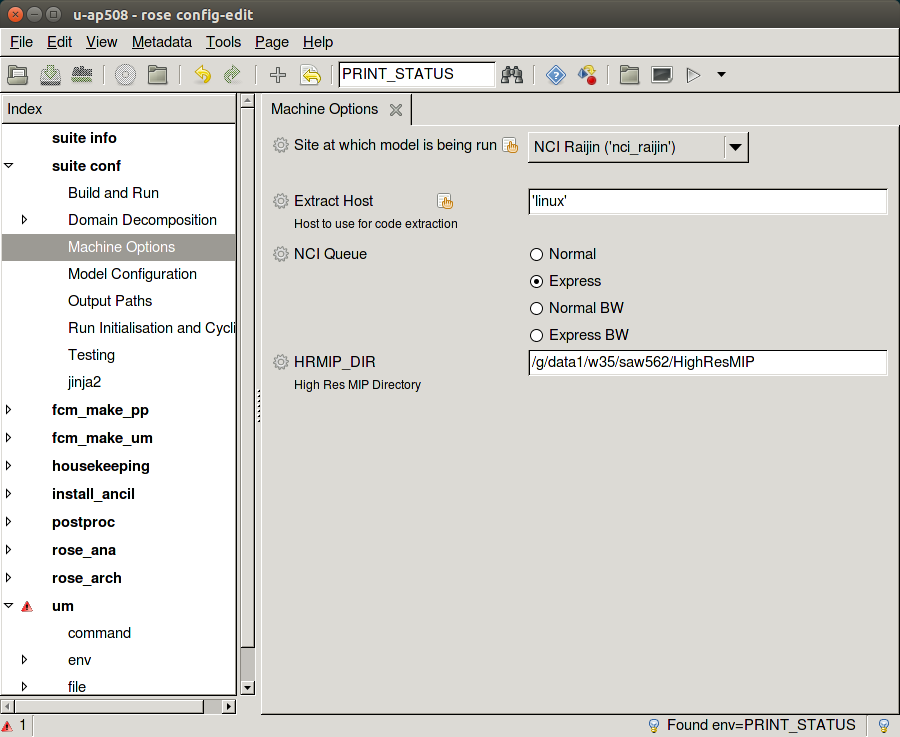 u-ap508 - rose config-edit
File Edit View Metadata Tools Page Help
PRINT_STATUS
Index
suite info
suite conf
Build and Run
Domain Decomposition
Machine Options
Model Configuration
Output Paths
Run Initialisation and Cycli
Testing
jinja2
fcm_make_pp
fcm_make_um
housekeeping
install_ancil
postproc
rose_ana
rose_arch
um
command
env
file
Machine Options
Site at which model is being run NCI Raijin ('nci_raijin')
Extract Host 'linux'
Host to use for code extraction
NCI Queue Normal
Express
Normal BW
Express BW
HRMIP_DIR /g/data1/w35/saw562/HighResMIP
High Res MIP Directory
1 Found env=PRINT_STATUS